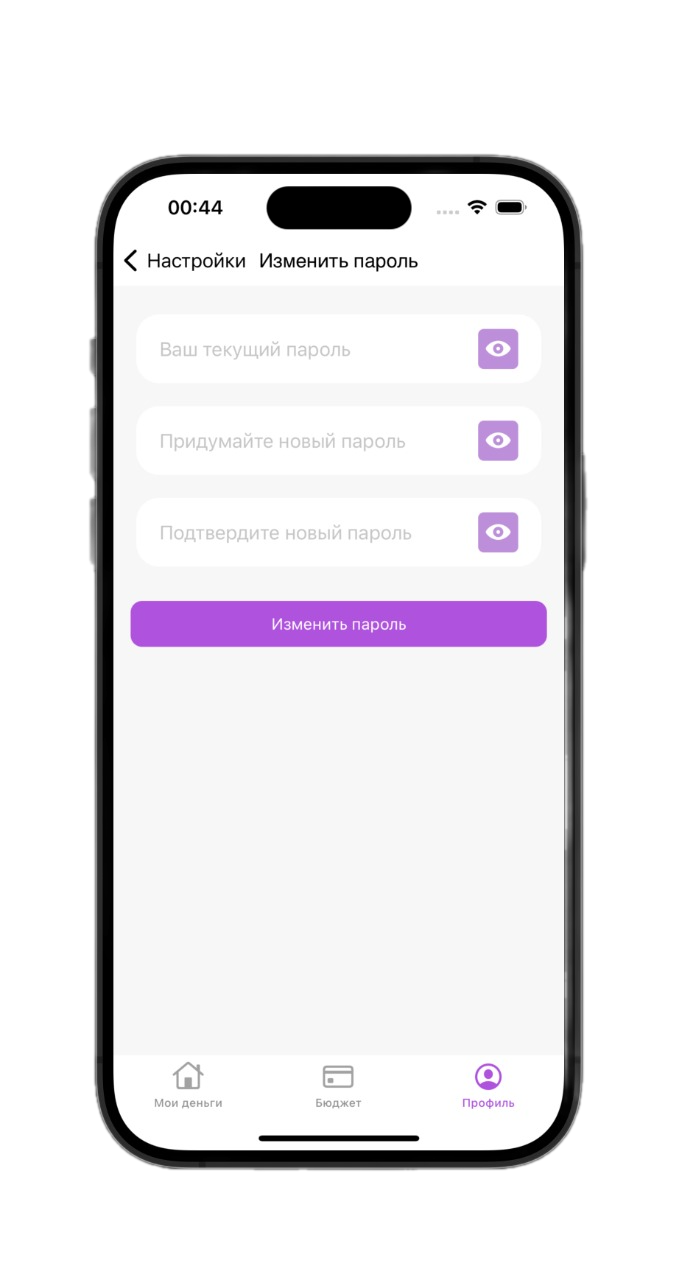 00:44
Настройки Изменить пароль
Ваш текущий пароль
Придумайте новый пароль
Подтвердите новый пароль
Изменить пароль
Мои деньги Бюджет Профиль